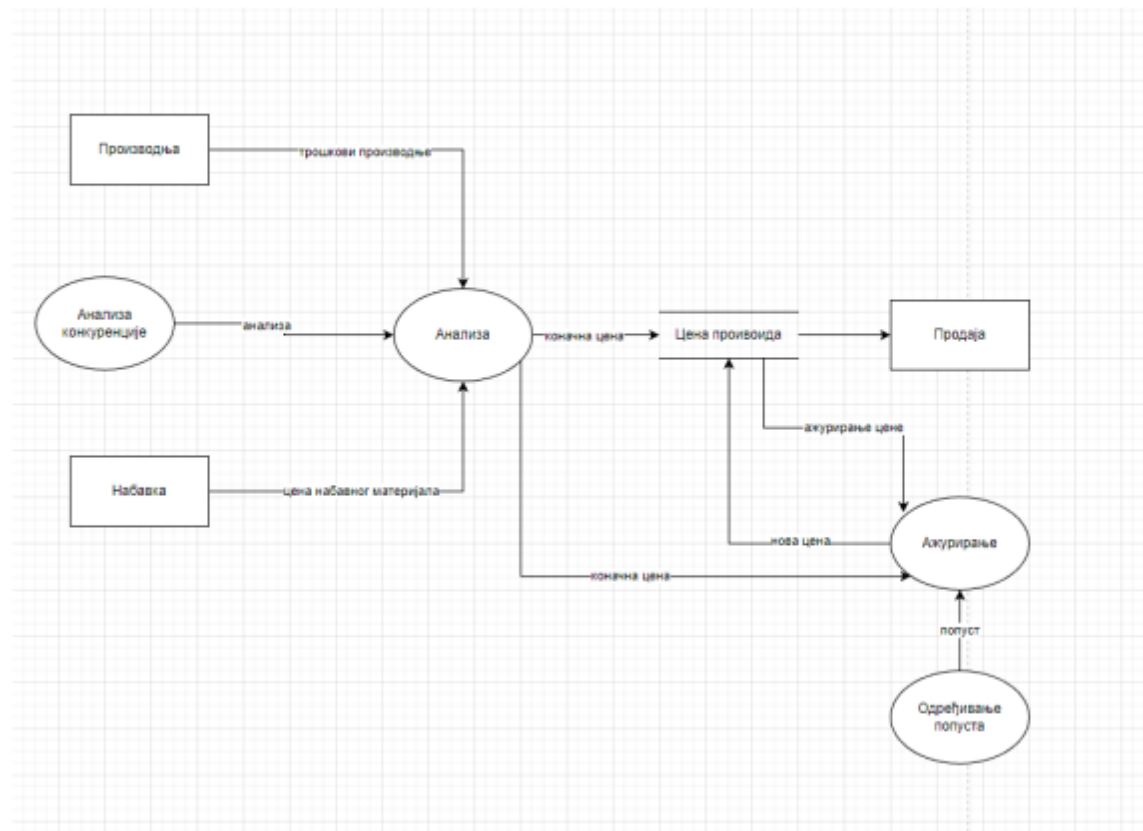 Производња
трошкови производње
Анализа
конкуренције
анализа
Анализа
коначна цена
Цена произвоида
Продаја
ажурирање цене
Набавка
цена набавног материјала
нова цена
Ажурирање
коначна цена
попуст
Одређивање
попуста